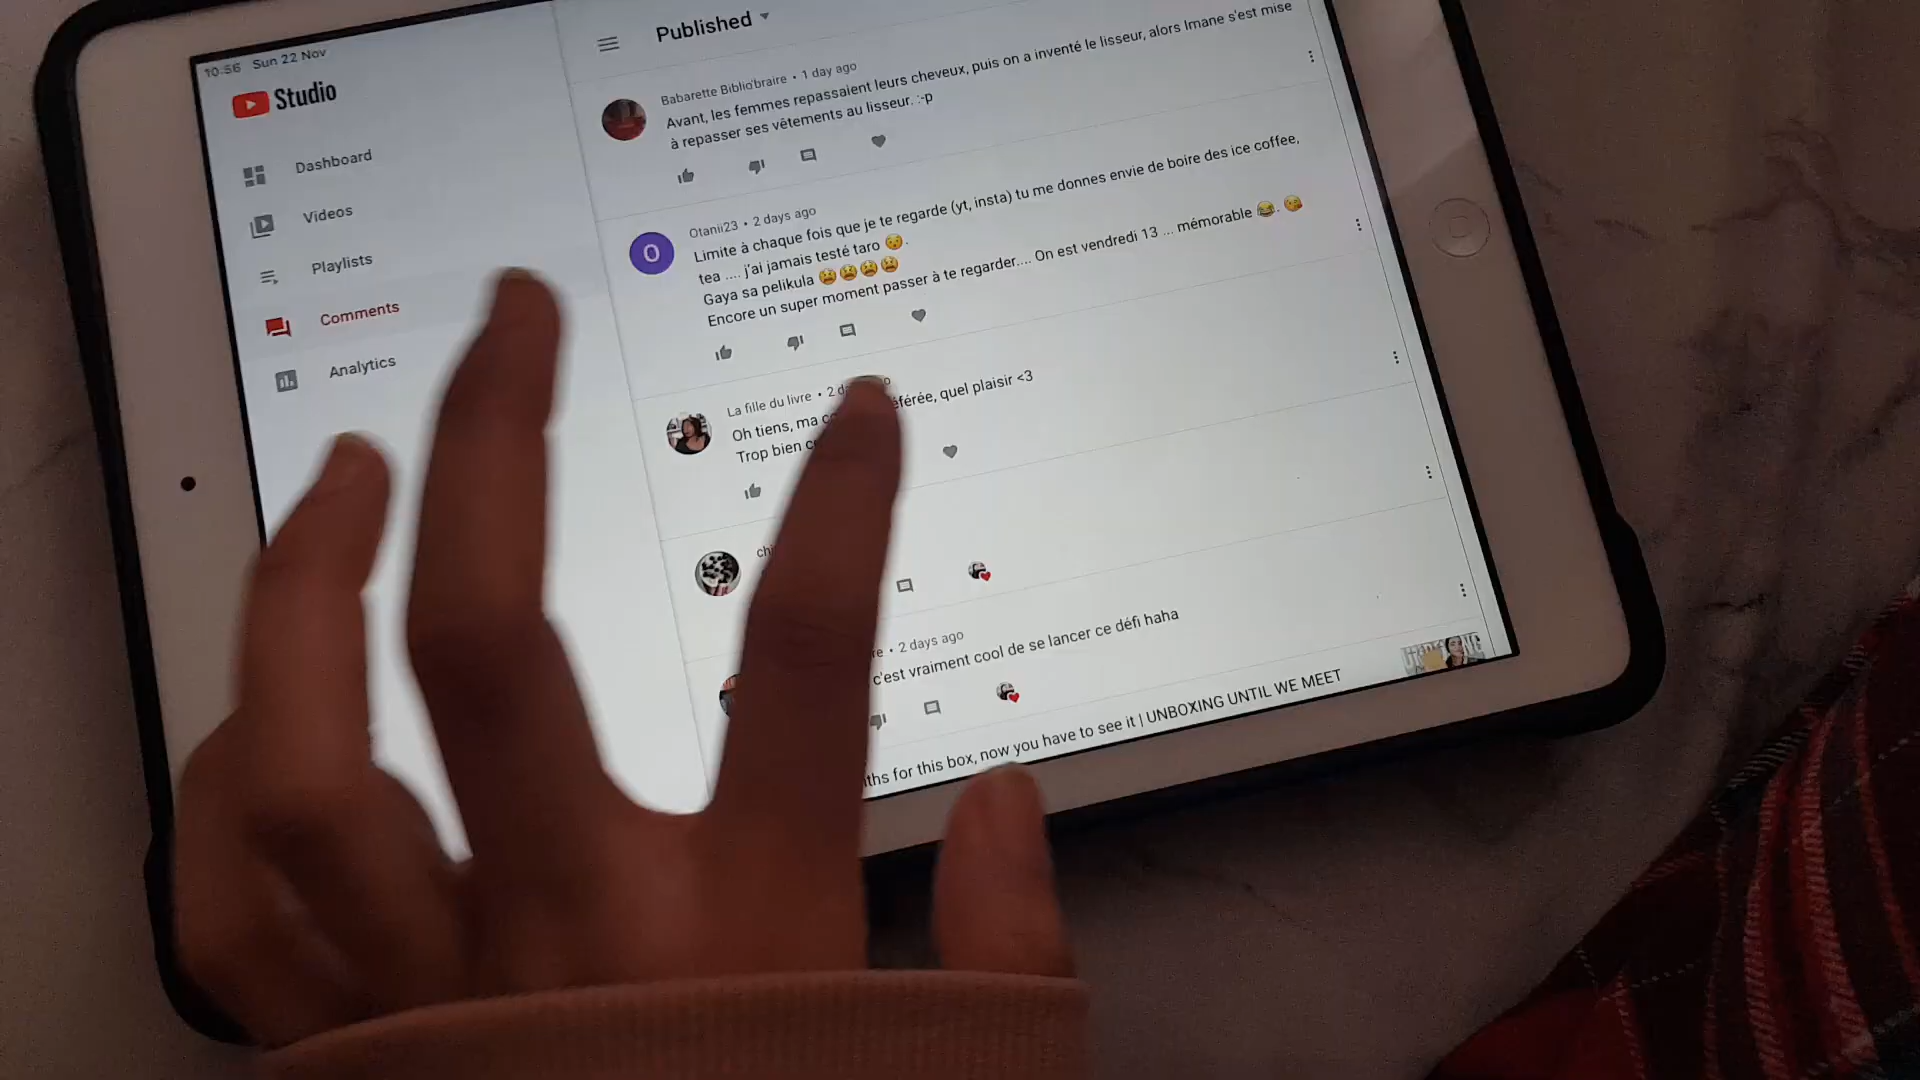 10:56 Sun 22 Nov
Studio
Dashboard
Videos
Playlists
Comments
Analytics
Published
Babarette Biblio'braire • 1 day ago
Avant, les femmes repassaient leurs cheveux, puis on a inventé le lisseur, alors Imane s'est mise
à repasser ses vêtements au lisseur. :-p
Otanii23 • 2 days ago
Limite à chaque fois que je te regarde (yt, insta) tu me donnes envie de boire des ice coffee,
tea .... j'ai jamais testé taro 😯.
Gaya sa pelikula 😫😫😫😫
Encore un super moment passer à te regarder.... On est vendredi 13 ... mémorable 😂. 😘
La fille du livre • 2
Oh tiens, ma quel plaisir <3
Trop bien
• 2 days ago
c'est vraiment cool de se lancer ce défi haha
for this box, now you have to see it | UNBOXING UNTIL WE MEET